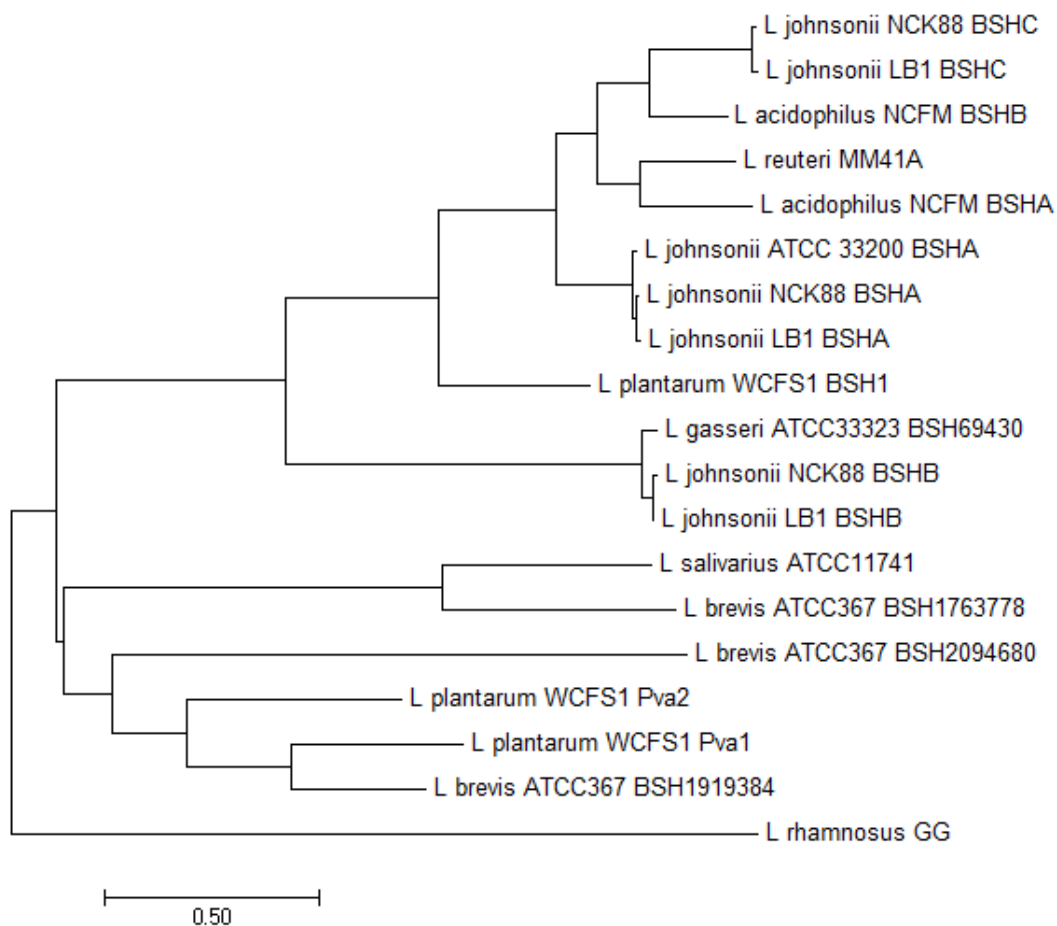 L johnsonii NCK88 BSHC
L johnsonii LB1 BSHC
L acidophilus NCFM BSHB
L reuteri MM41A
L acidophilus NCFM BSHA
L johnsonii ATCC 33200 BSHA
L johnsonii NCK88 BSHA
L johnsonii LB1 BSHA
L plantarum WCFS1 BSH1
L gasseri ATCC33323 BSH69430
L johnsonii NCK88 BSHB
L johnsonii LB1 BSHB
L salivarius ATCC11741
L brevis ATCC367 BSH1763778
L brevis ATCC367 BSH2094680
L plantarum WCFS1 Pva2
L plantarum WCFS1 Pva1
L brevis ATCC367 BSH1919384
L rhamnosus GG
0.50